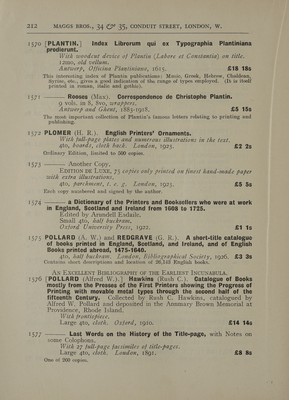 212 MAGGS BROS., 34 & 35, CONDUIT STREET, LONDON, W.
1570 [PLANTIN.] Index Librorum qui ex Typographia Plantiniana
prodierunt.
With woodcut device of Plantin (Labore et Constantia) on title.
12mo, old vellum.
Antwerp, Officina Plantiniana, 1615. £18 18s
This interesting index of Plantin publications: Music, Greek, Hebrew, Chaldean,
Syriac, etc., gives a good indication of the range of types employed. (It is itself
printed in roman, italic and gothic).
1571 ——— Rooses (Max). Correspondence de Christophe Plantin.
9 vols. in 8, 8vo, wrappers.
Antwerp and Ghent, 1883-1918. £5 15s
The most important collection of Plantin's famous letters relating to printing and
publishing.
1572 PLOMER (H. R.). English Printers' Ornaments.
With full-page plates and numerous illustrations in the text.
4to, boards, cloth back. London, 1923. £2 2s
Ordinary Edition, limited to 500 copies.
1573 ——— Another Copy.
EDITION DE LUXE, 75 copies only printed on finest hand-made paper
with extra illustrations.
4to, parchment, t. e. g. London, 1923. £5 5s
Each copy numbered and signed by the author.
1574 ——— a Dictionary of the Printers and Booksellers who were at work
in England, Scotland and Ireland from 1668 to 1725.
Edited by Arundell Esdaile.
Small 4to, half buckram.
Oxford University Press, 1922. £1 1s
1575 POLLARD (A. W.) and REDGRAVE (G. R.). A short-title catalogue
of books printed in England, Scotland, and Ireland, and of English
Books printed abroad, 1475-1640.
4to, half buckram. London, Bibliographical Society, 1926. £3 3s
Contains short descriptions and location of 26,143 English books.
AN EXCELLENT BIBLIOGRAPHY OF THE EARLIEST INCUNABULA.
1576 [POLLARD (Alfred W.).] Hawkins (Rush C.). Catalogue of Books
mostly from the Presses of the First Printers showing the Progress of
Printing with movable metal types through the second half of the
fifteenth Century. Collected by Rush C. Hawkins, catalogued by
Alfred W. Pollard and deposited in the Annmary Brown Memorial at
Providence, Rhode Island.
With frontispiece.
Large 4to, cloth. Oxford, 1910. £14 14s
1577 ——— Last Words on the History of the Title-page, with Notes on
some Colophons.
With 27 full-page facsimiles of title-pages.
Large 4to, cloth. London, 1891. £8 8s
One of 260 copies.